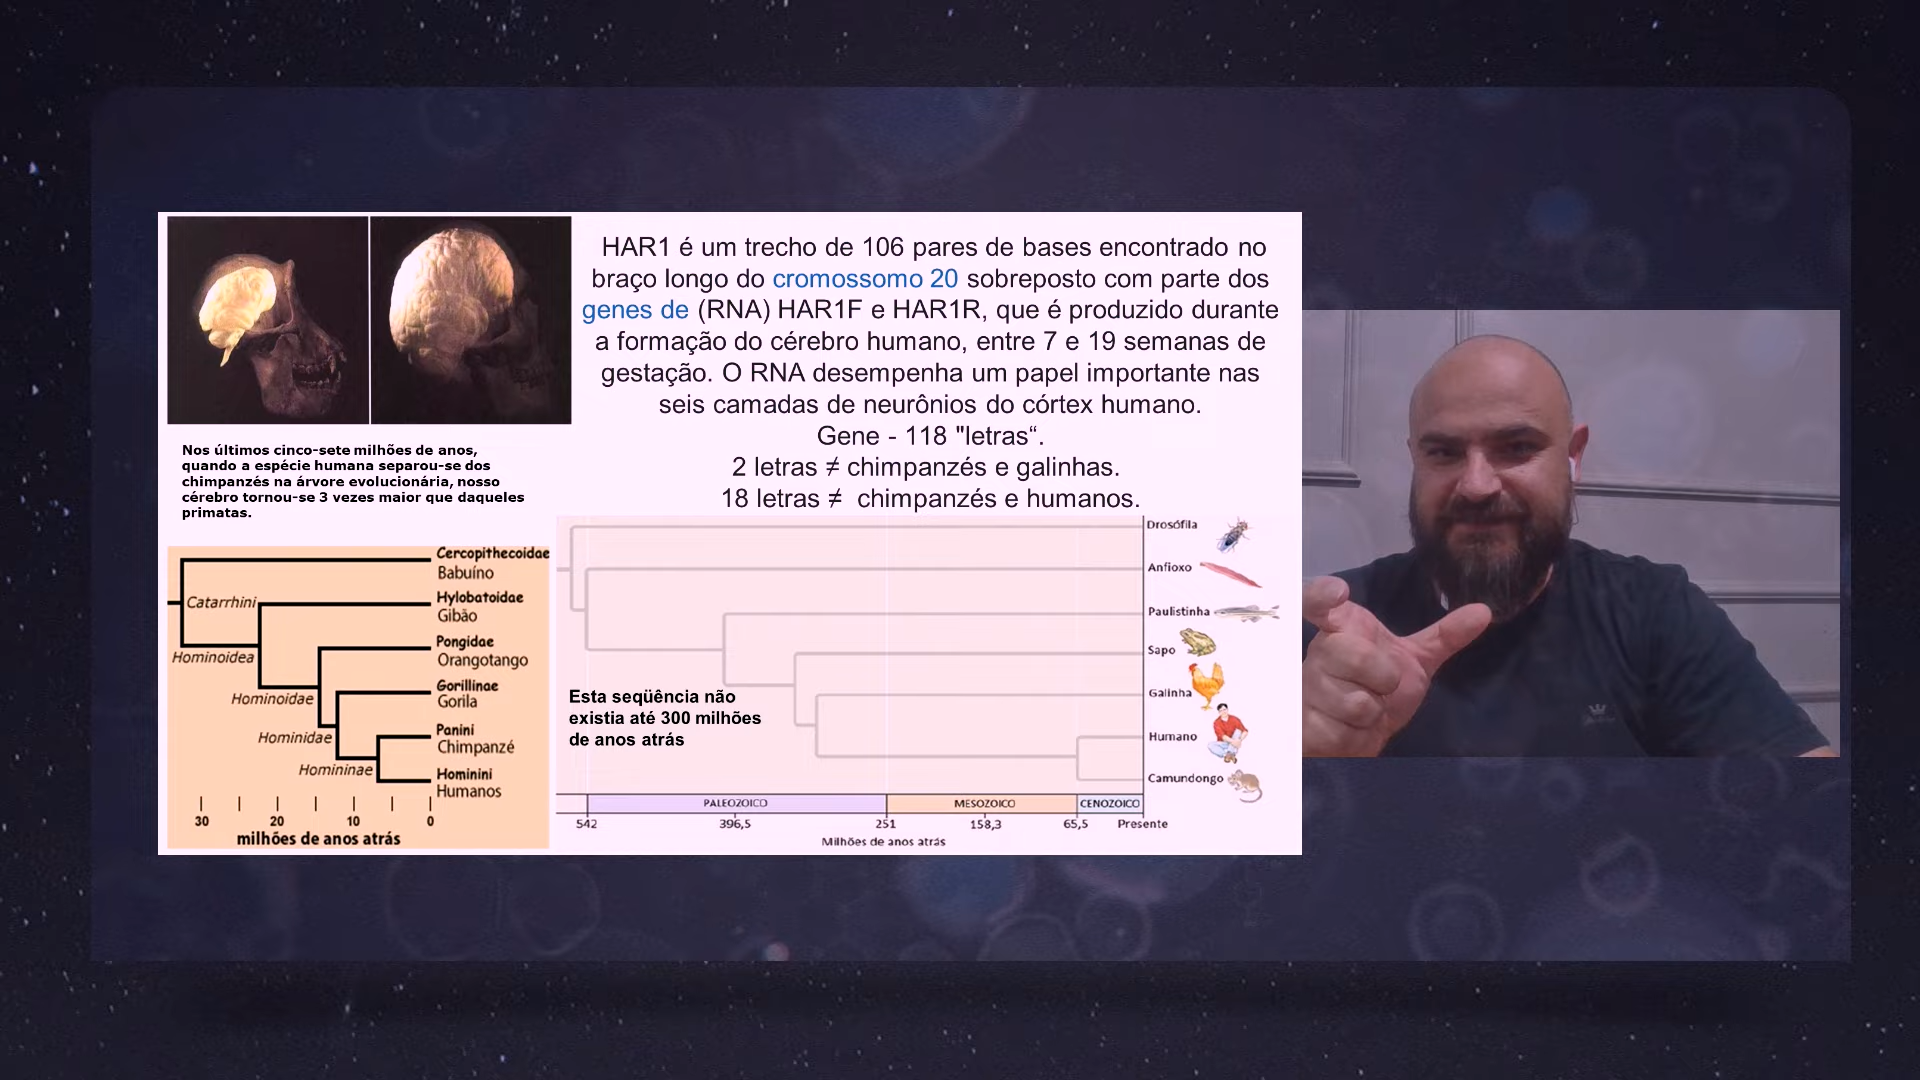 HAR1 é um trecho de 106 pares de bases encontrado no
braço longo do cromossomo 20 sobreposto com parte dos
genes de (RNA) HAR1F e HAR1R, que é produzido durante
a formação do cérebro humano, entre 7 e 19 semanas de
gestação. O RNA desempenha um papel importante nas
seis camadas de neurônios do córtex humano.
Gene - 118 "letras“.
2 letras ≠ chimpanzés e galinhas.
18 letras ≠ chimpanzés e humanos.
Nos últimos cinco-sete milhões de anos,
quando a espécie humana separou-se dos
chimpanzés na árvore evolucionária, nosso
cérebro tornou-se 3 vezes maior que daqueles
primatas.
Cercopithecoidae
Babuíno
Catarrhini
Hylobatoidae
Gibão
Pongidae
Hominoidea
Orangotango
Gorillinae
Hominoidae
Gorila
Panini
Hominidae
Chimpanzé
Homininae
Hominini
Humanos
30 20 10 0
milhões de anos atrás
Drosófila
Anfioxo
Paulistinha
Sapo
Galinha
Esta seqüência não
existia até 300 milhões
de anos atrás
Humano
Camundongo
PALEOZOICO MESOZOICO CENOZOICO
542 396,5 251 158,3 65,5 Presente
Milhões de anos atrás